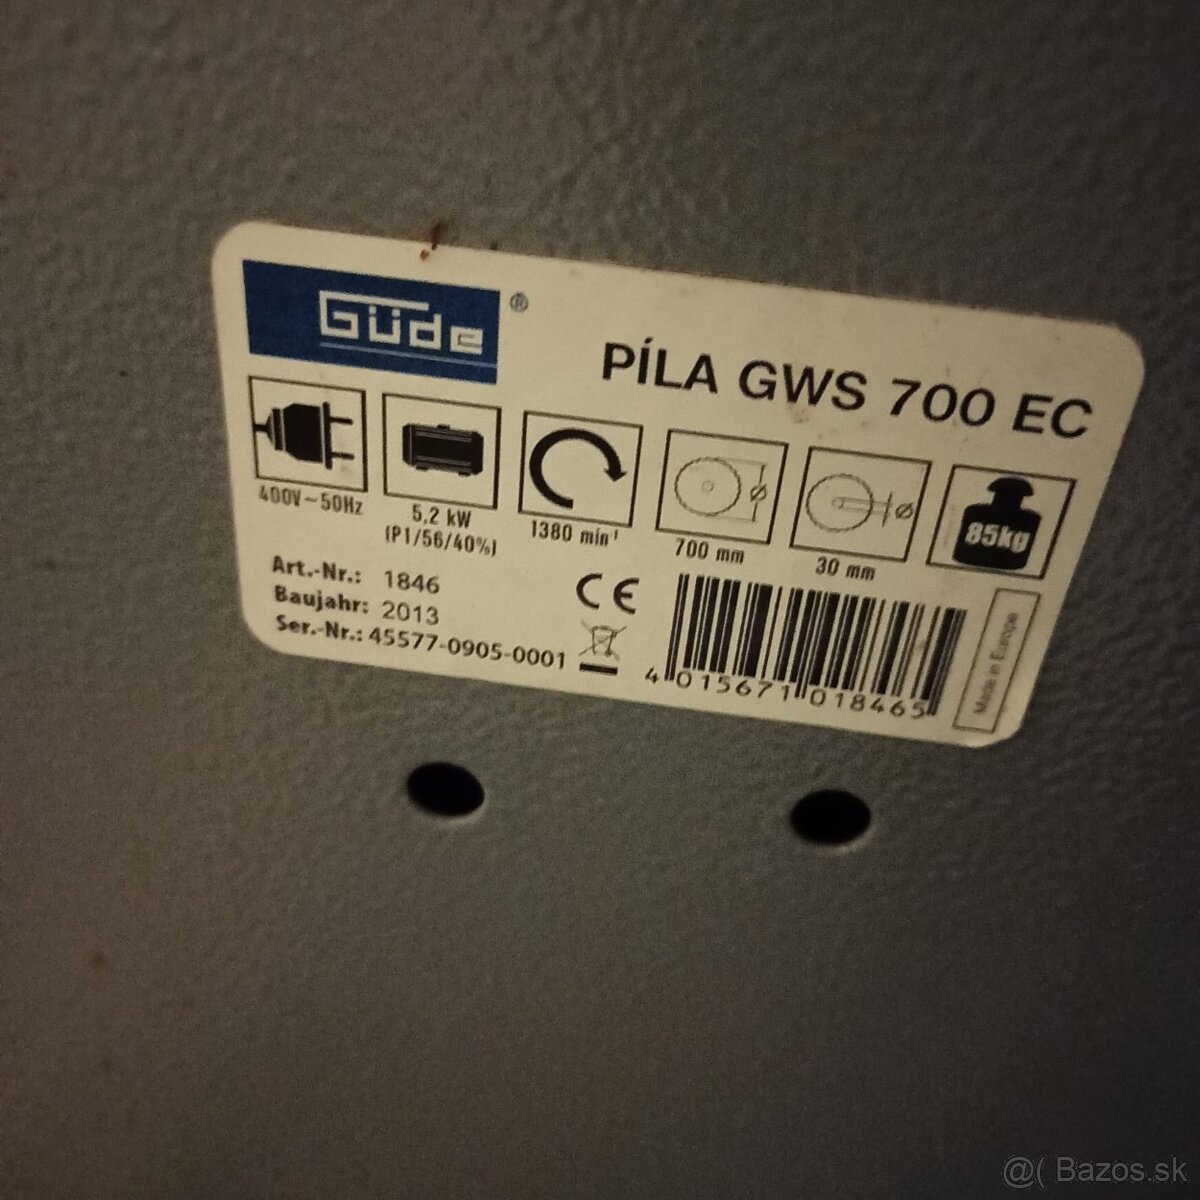 Güde ®
PÍLA GWS 700 EC
400V~50Hz
5,2 kW
(P1/56/40%)
1380 min⁻¹
700 mm
30 mm
85kg
Art.-Nr.: 1846
Baujahr: 2013
Ser.-Nr.: 45577-0905-0001
CE
4 015671 018465
Made in Europe
@( Bazos.sk